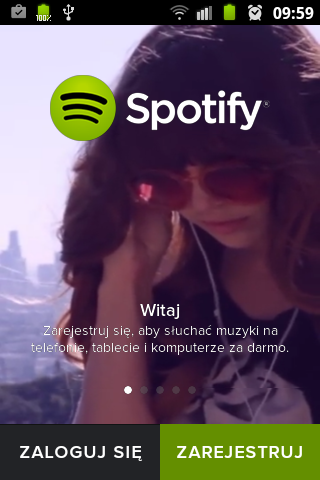 100%
09:59
Spotify
Witaj
Zarejestruj się, aby słuchać muzyki na
telefonie, tablecie i komputerze za darmo.
ZALOGUJ SIĘ
ZAREJESTRUJ